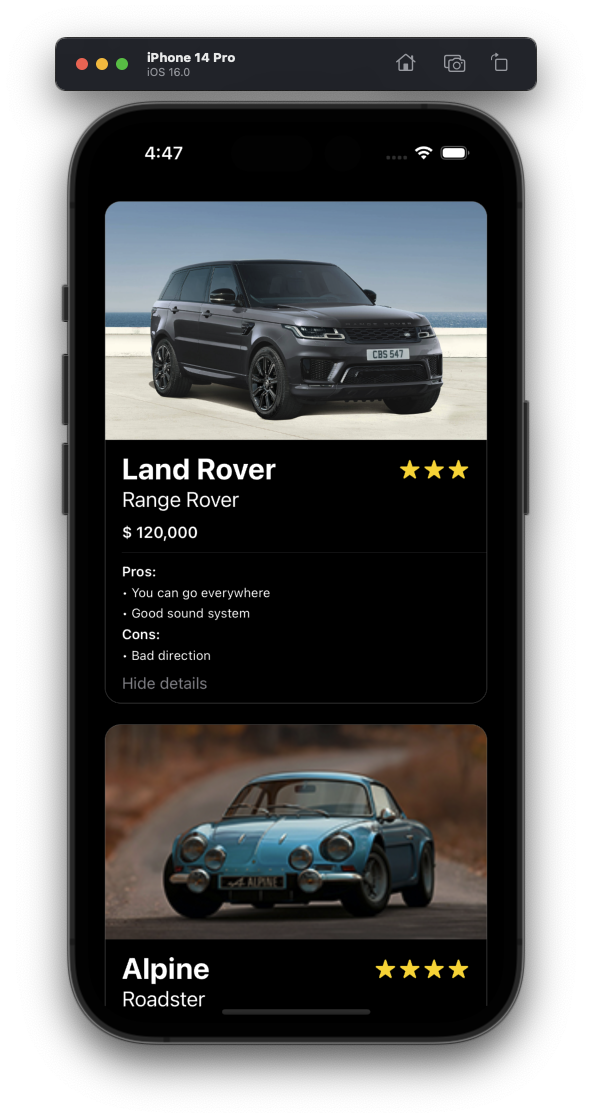 iPhone 14 Pro
iOS 16.0
4:47
CBS 547
Land Rover
Range Rover
$ 120,000
Pros:
• You can go everywhere
• Good sound system
Cons:
• Bad direction
Hide details
ALPINE
Alpine
Roadster